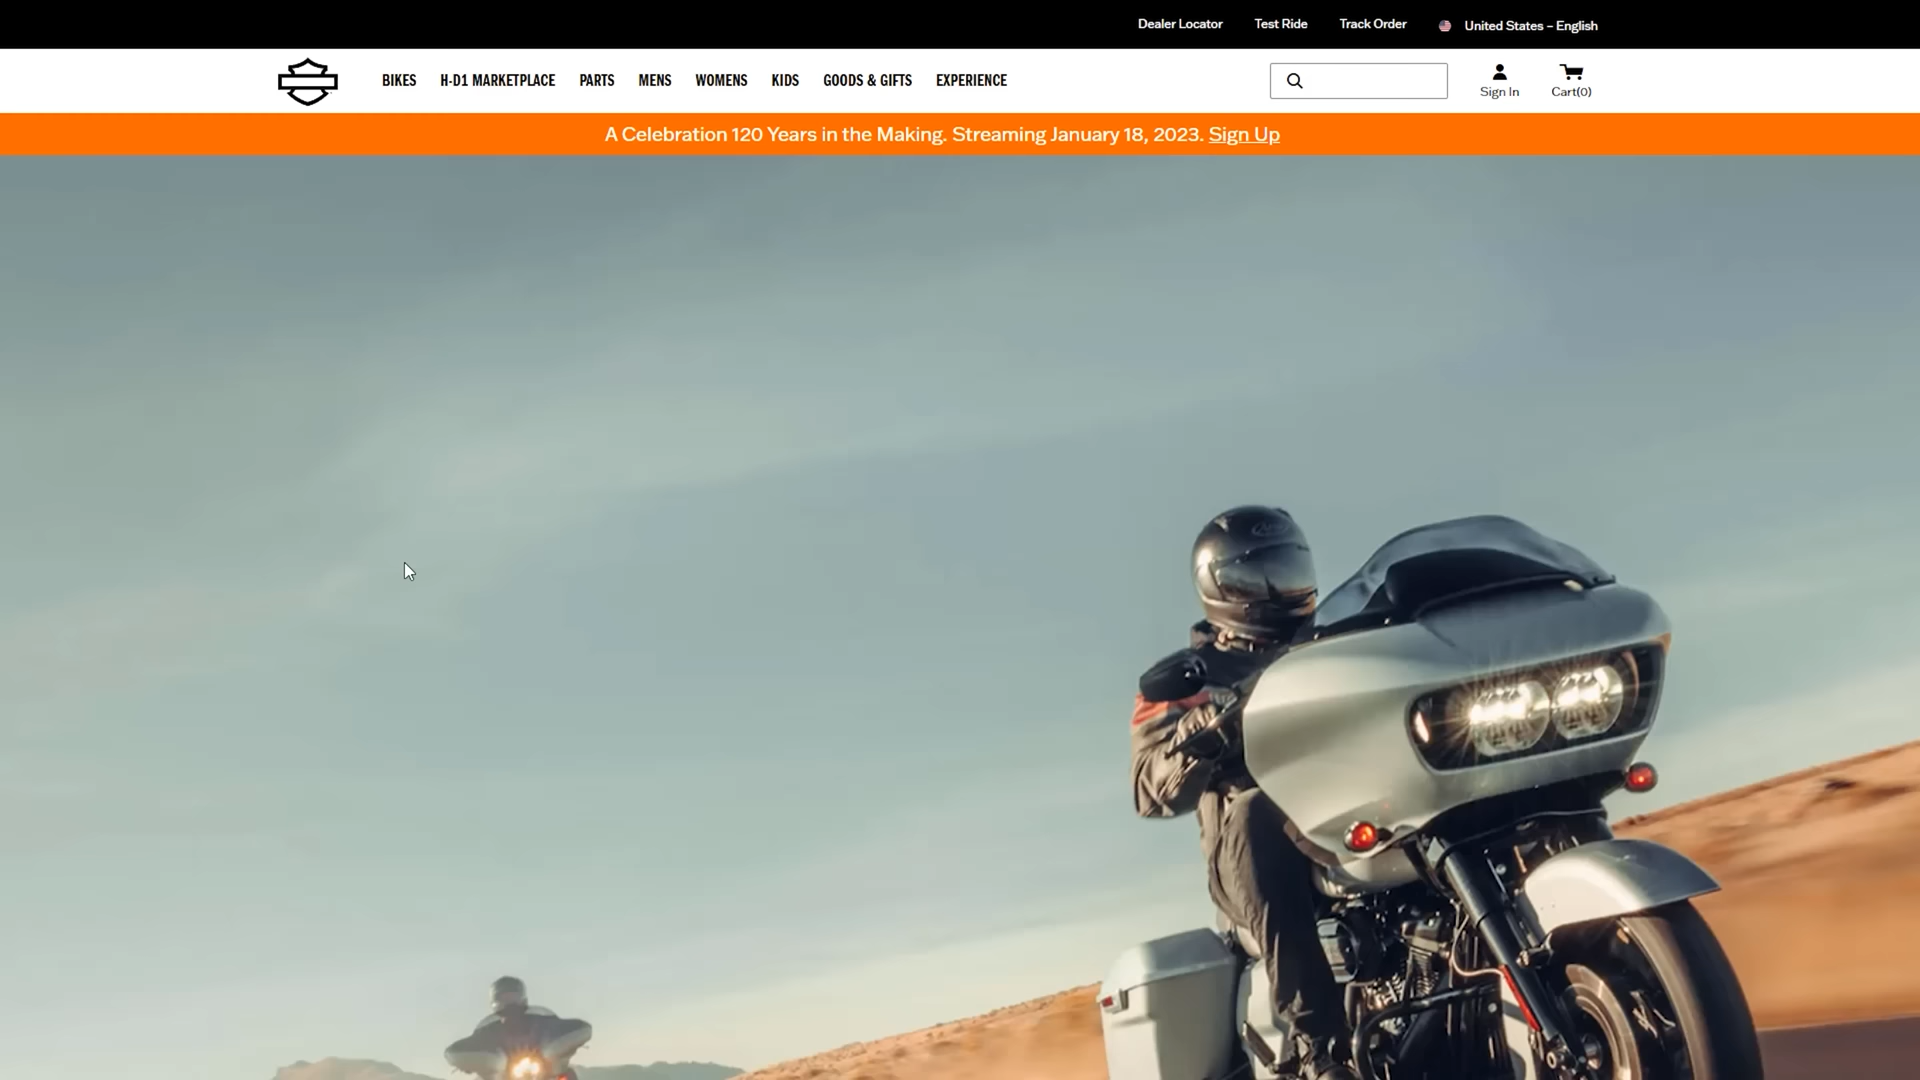 Dealer Locator Test Ride Track Order United States – English
BIKES H-D1 MARKETPLACE PARTS MENS WOMENS KIDS GOODS & GIFTS EXPERIENCE Sign In Cart(0)
A Celebration 120 Years in the Making. Streaming January 18, 2023. Sign Up